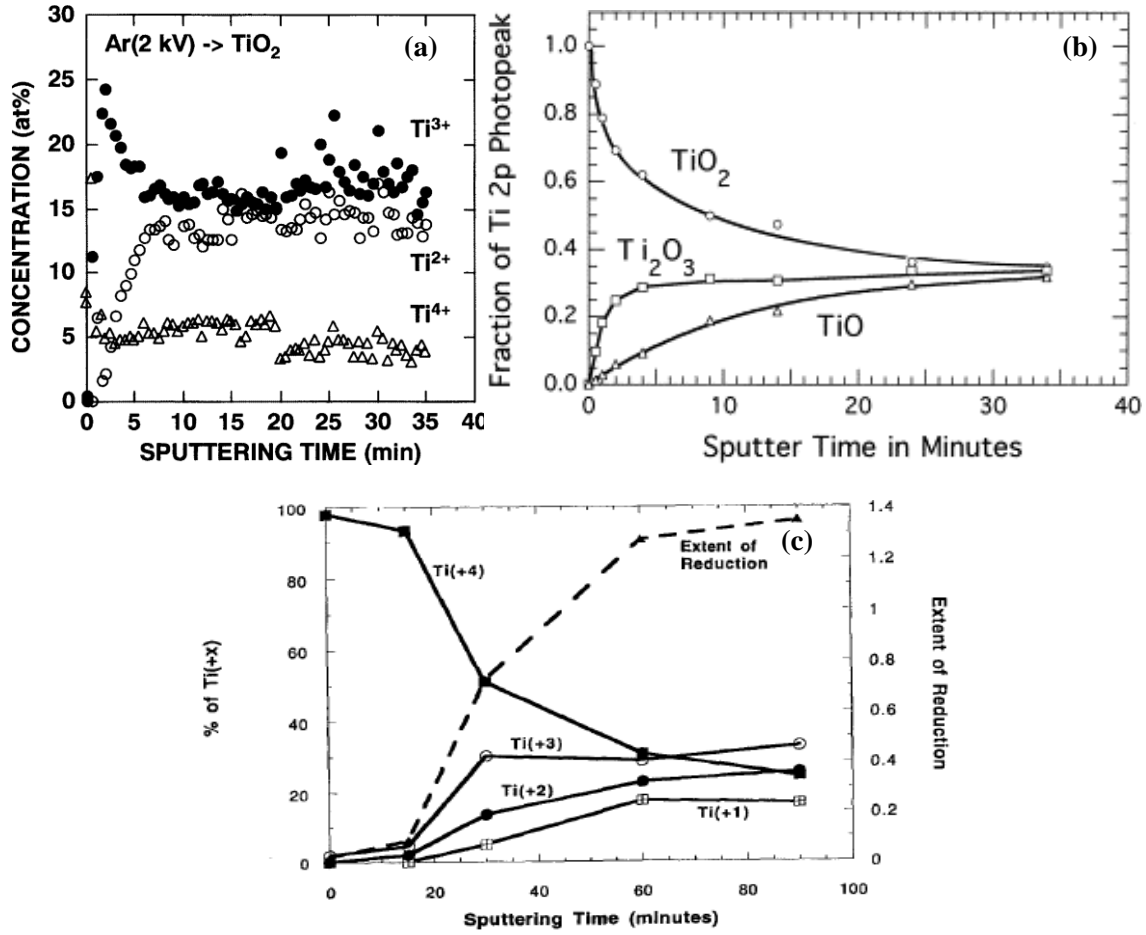 Ar(2 kV) -> TiO₂
(a)
CONCENTRATION (at%)
30
25
20
15
10
5
0
Ti³⁺
Ti²⁺
Ti⁴⁺
0 5 10 15 20 25 30 35 40
SPUTTERING TIME (min)
(b)
Fraction of Ti 2p Photopeak
1.0
0.8
0.6
0.4
0.2
0.0
TiO₂
Ti₂O₃
TiO
0 10 20 30 40
Sputter Time in Minutes
(c)
% of Ti(+x)
100
80
60
40
20
0
Ti(+4)
Extent of
Reduction
Ti(+3)
Ti(+2)
Ti(+1)
1.4
1.2
1
0.8
0.6
0.4
0.2
0
Extent of Reduction
0 20 40 60 80 100
Sputtering Time (minutes)